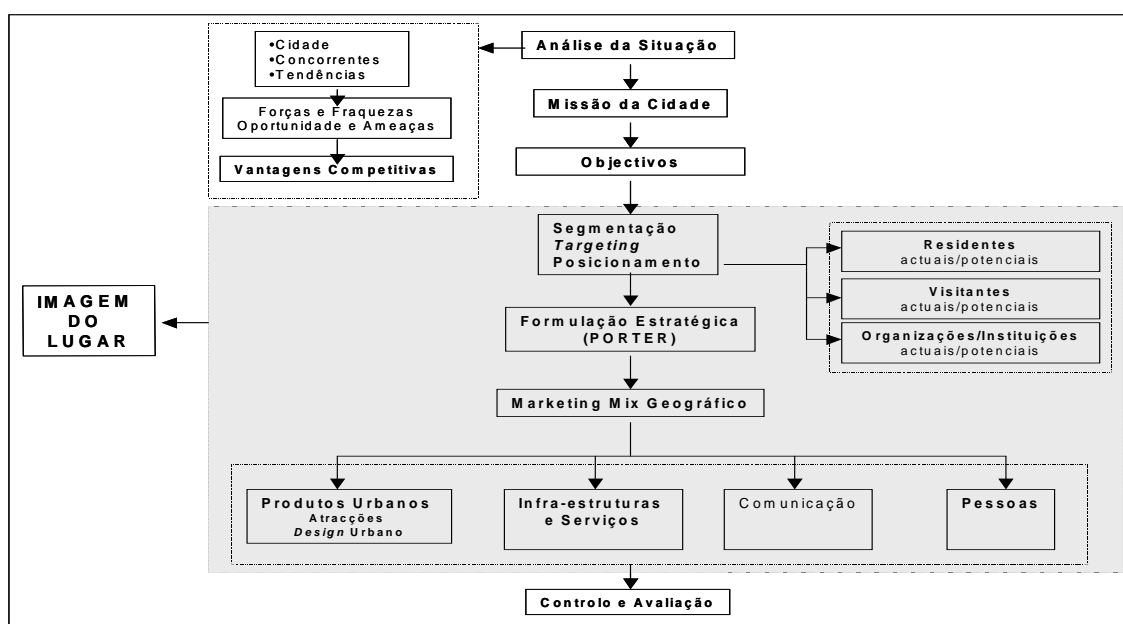 •Cidade
•Concorrentes
•Tendências
Forças e Fraquezas
Oportunidade e Ameaças
Vantagens Competitivas
Análise da Situação
Missão da Cidade
Objectivos
Segmentação
Targeting
Posicionamento
Residentes
actuais/potenciais
Visitantes
actuais/potenciais
Organizações/Instituições
actuais/potenciais
IMAGEM
DO
LUGAR
Formulação Estratégica
(PORTER)
Marketing Mix Geográfico
Produtos Urbanos
Atracções
Design Urbano
Infra-estruturas
e Serviços
Comunicação
Pessoas
Controlo e Avaliação